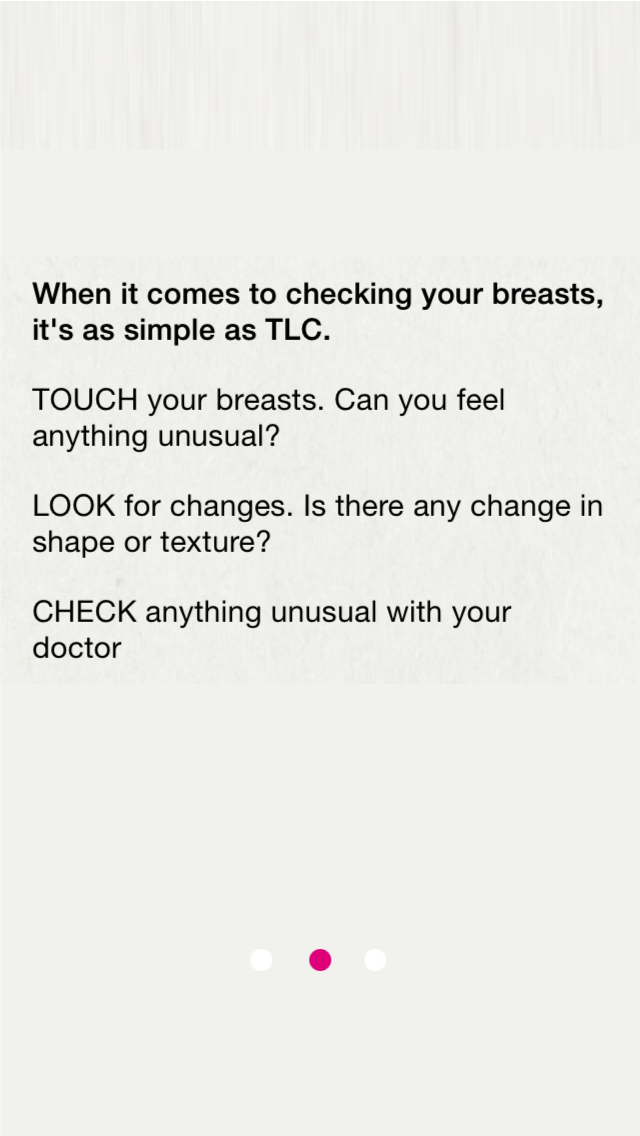 When it comes to checking your breasts,
it's as simple as TLC.
TOUCH your breasts. Can you feel
anything unusual?
LOOK for changes. Is there any change in
shape or texture?
CHECK anything unusual with your
doctor